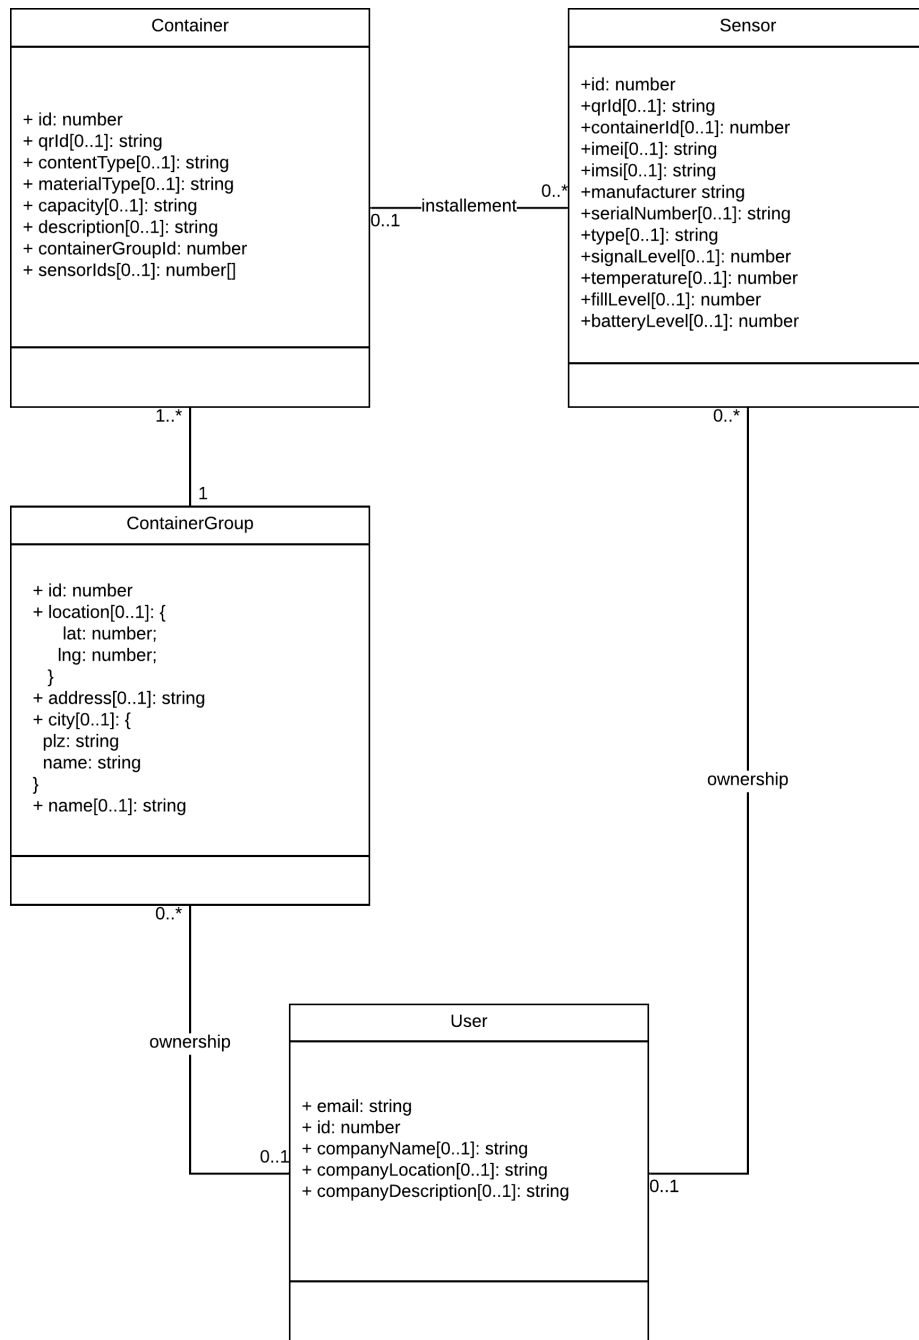 Container
+ id: number
+ qrId[0..1]: string
+ contentType[0..1]: string
+ materialType[0..1]: string
+ capacity[0..1]: string
+ description[0..1]: string
+ containerGroupId: number
+ sensorIds[0..1]: number[]
Sensor
+id: number
+qrId[0..1]: string
+containerId[0..1]: number
+imei[0..1]: string
+imsi[0..1]: string
+manufacturer string
+serialNumber[0..1]: string
+type[0..1]: string
+signalLevel[0..1]: number
+temperature[0..1]: number
+fillLevel[0..1]: number
+batteryLevel[0..1]: number
0..1
installement
0..*
1..*
1
0..*
ContainerGroup
+ id: number
+ location[0..1]: {
lat: number;
lng: number;
}
+ address[0..1]: string
+ city[0..1]: {
plz: string
name: string
}
+ name[0..1]: string
ownership
0..*
ownership
0..1
User
+ email: string
+ id: number
+ companyName[0..1]: string
+ companyLocation[0..1]: string
+ companyDescription[0..1]: string
0..1